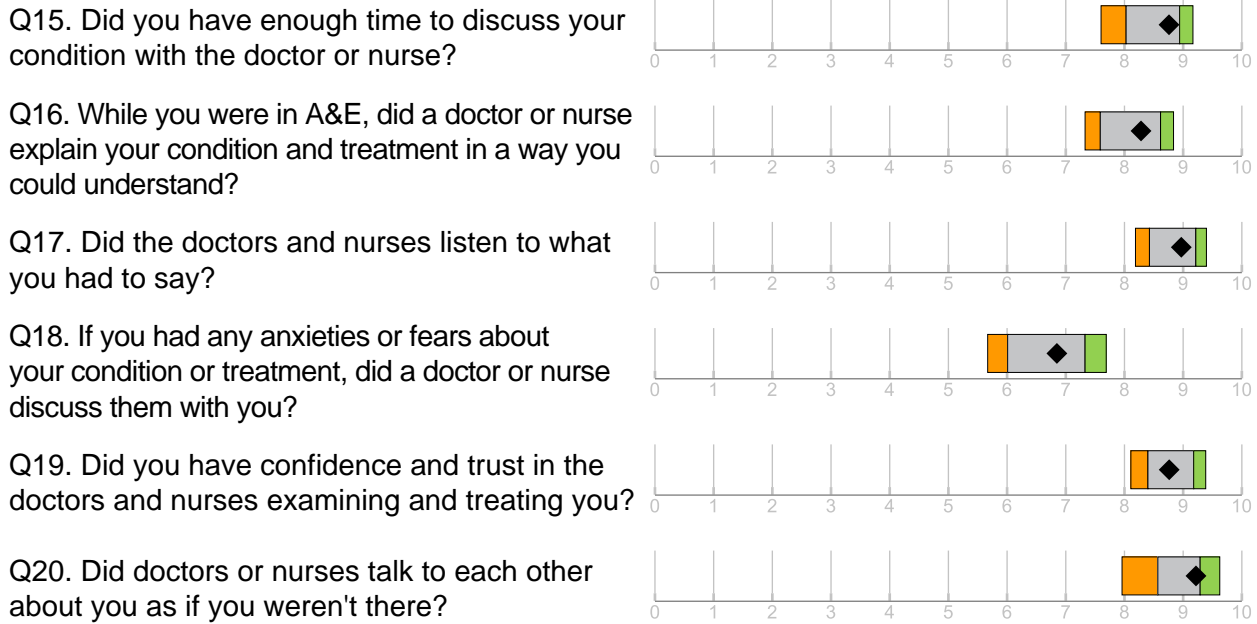 Q15. Did you have enough time to discuss your
condition with the doctor or nurse?
0 1 2 3 4 5 6 7 8 9 10
Q16. While you were in A&E, did a doctor or nurse
explain your condition and treatment in a way you
could understand?
0 1 2 3 4 5 6 7 8 9 10
Q17. Did the doctors and nurses listen to what
you had to say?
0 1 2 3 4 5 6 7 8 9 10
Q18. If you had any anxieties or fears about
your condition or treatment, did a doctor or nurse
discuss them with you?
0 1 2 3 4 5 6 7 8 9 10
Q19. Did you have confidence and trust in the
doctors and nurses examining and treating you?
0 1 2 3 4 5 6 7 8 9 10
Q20. Did doctors or nurses talk to each other
about you as if you weren't there?
0 1 2 3 4 5 6 7 8 9 10